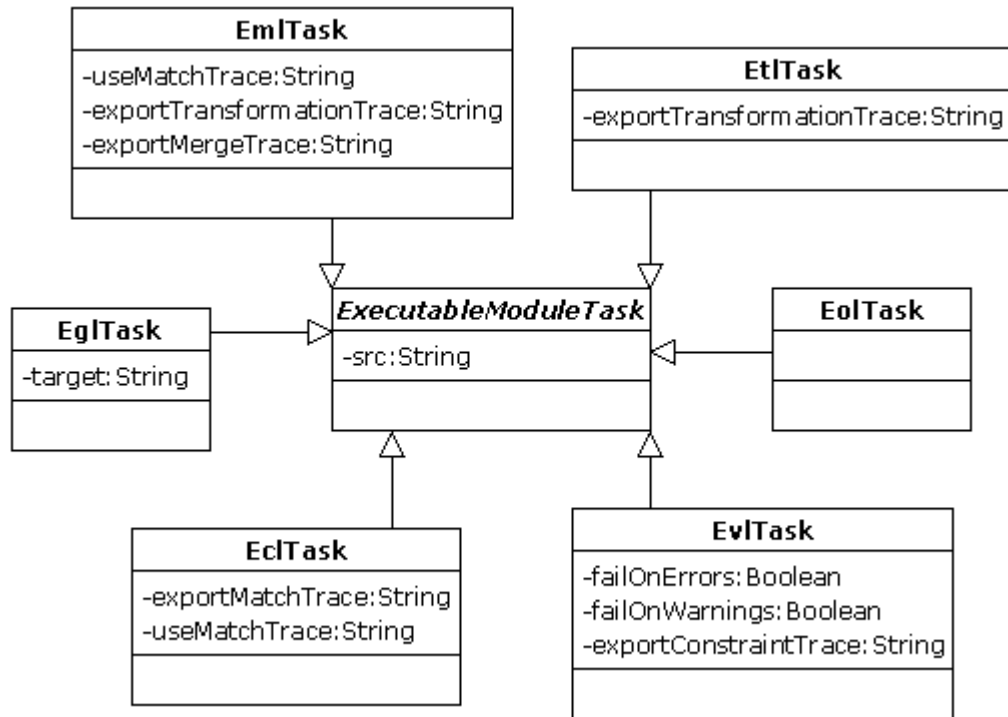 EmlTask
-useMatchTrace:String
-exportTransformationTrace:String
-exportMergeTrace:String
EtlTask
-exportTransformationTrace:String
EglTask
-target:String
ExecutableModuleTask
-src:String
EolTask
EclTask
-exportMatchTrace:String
-useMatchTrace:String
EvlTask
-failOnErrors:Boolean
-failOnWarnings:Boolean
-exportConstraintTrace:String